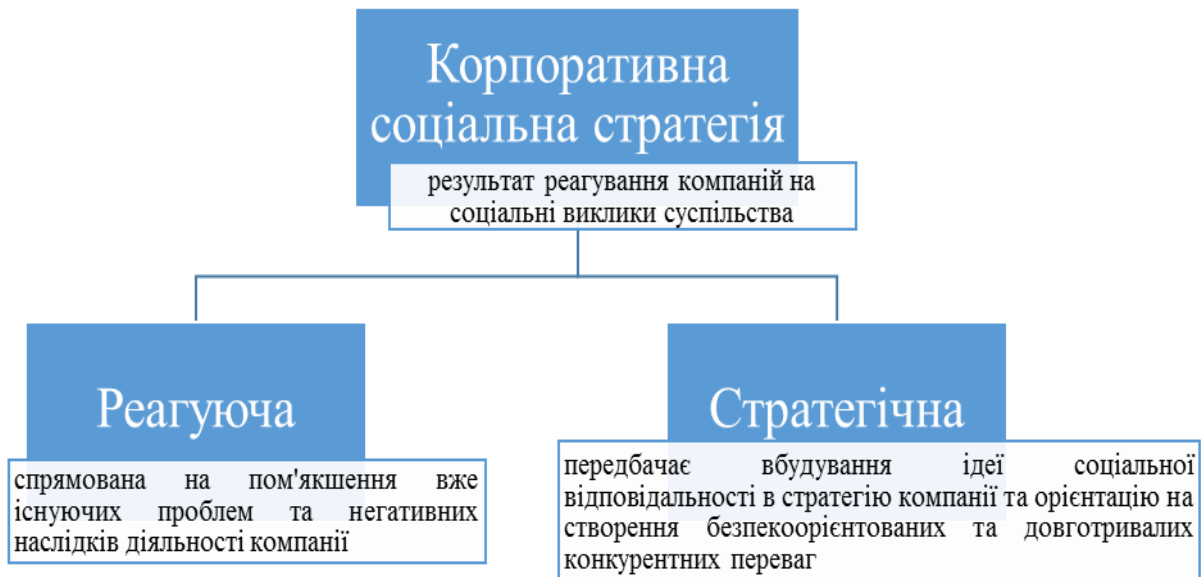 Корпоративна
соціальна стратегія
результат реагування компаній на
соціальні виклики суспільства
Реагуюча
спрямована на пом'якшення вже
існуючих проблем та негативних
наслідків діяльності компанії
Стратегічна
передбачає вбудування ідеї соціальної
відповідальності в стратегію компанії та орієнтацію на
створення безпекоорієнтованих та довготривалих
конкурентних переваг